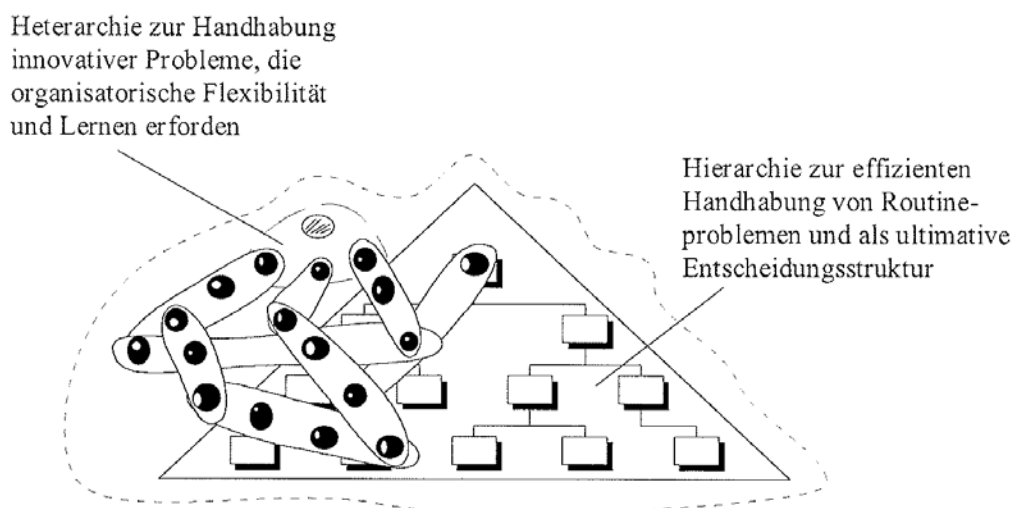 Heterarchie zur Handhabung
innovativer Probleme, die
organisatorische Flexibilität
und Lernen erforden
Hierarchie zur effizienten
Handhabung von Routine-
problemen und als ultimative
Entscheidungsstruktur